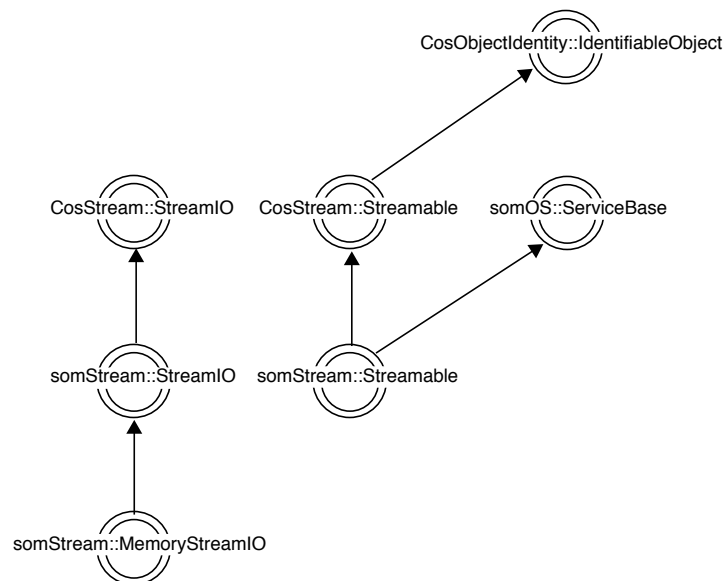 CosObjectIdentity::IdentifiableObject
CosStream::StreamIO
CosStream::Streamable
somOS::ServiceBase
somStream::StreamIO
somStream::Streamable
somStream::MemoryStreamIO